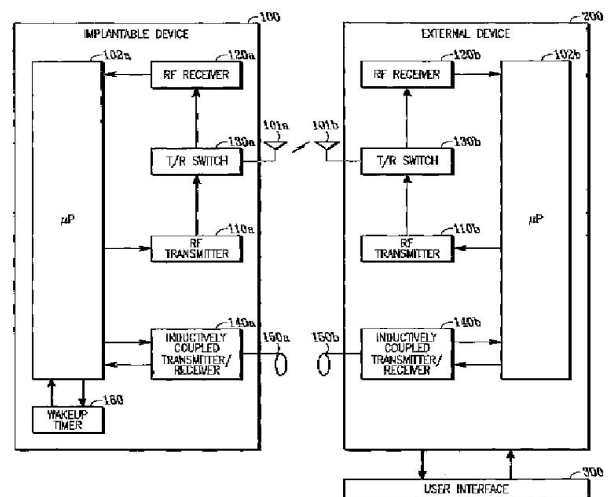 100
200
IMPLANTABLE DEVICE
EXTERNAL DEVICE
102a
120a
120b
102b
RF RECEIVER
RF RECEIVER
101a
101b
130a
130b
T/R SWITCH
T/R SWITCH
µP
µP
110a
110b
RF
TRANSMITTER
RF
TRANSMITTER
140a
150a
150b
140b
INDUCTIVELY
COUPLED
TRANSMITTER/
RECEIVER
INDUCTIVELY
COUPLED
TRANSMITTER/
RECEIVER
160
WAKEUP
TIMER
300
USER INTERFACE